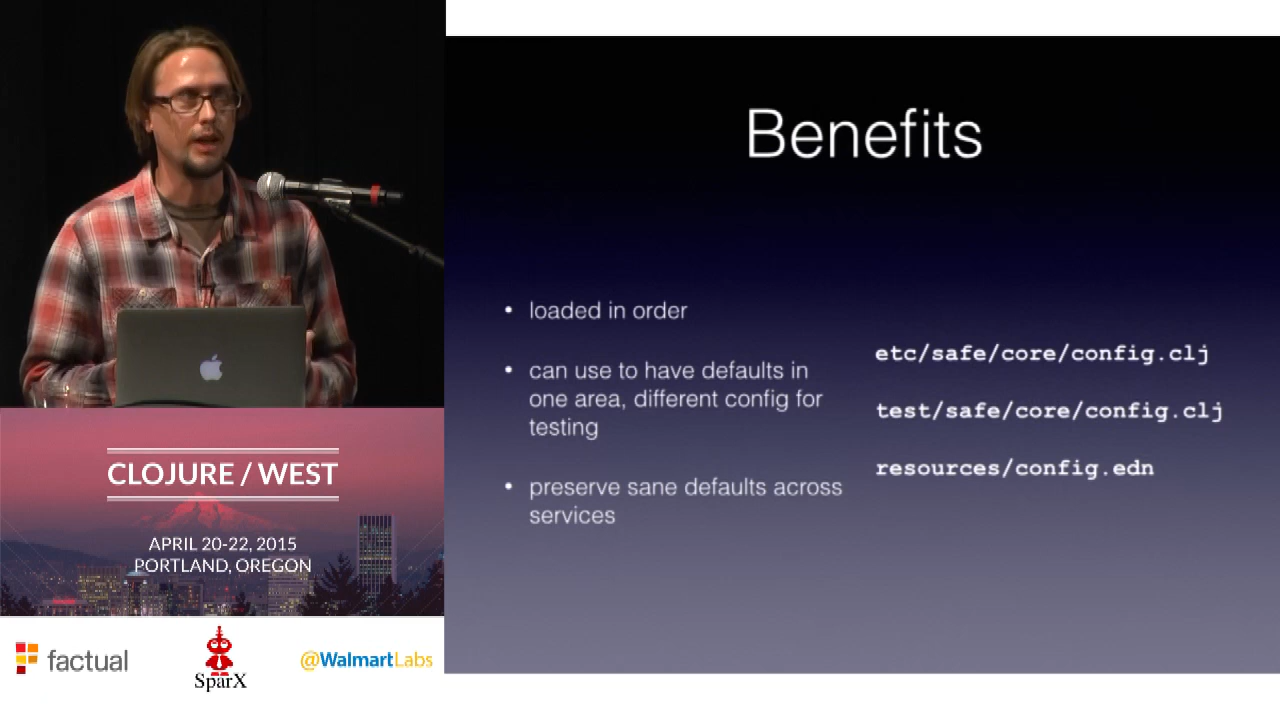 Benefits
• loaded in order
• can use to have defaults in
one area, different config for
testing
• preserve sane defaults across
services
etc/safe/core/config.clj
test/safe/core/config.clj
resources/config.edn
CLOJURE / WEST
APRIL 20-22, 2015
PORTLAND, OREGON
factual
SparX
@WalmartLabs